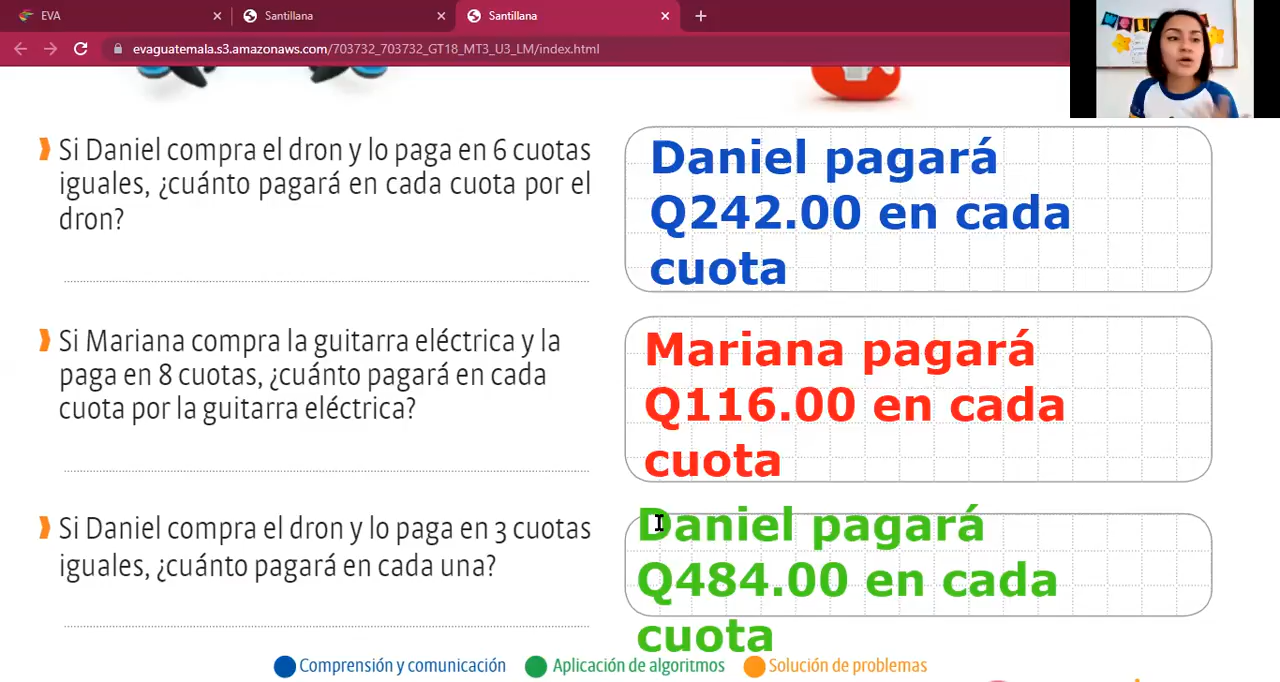 EVA
Santillana
Santillana
evaguatemala.s3.amazonaws.com/703732_703732_GT18_MT3_U3_LM/index.html
Si Daniel compra el dron y lo paga en 6 cuotas
iguales, ¿cuánto pagará en cada cuota por el
dron?
Daniel pagará
Q242.00 en cada
cuota
Si Mariana compra la guitarra eléctrica y la
paga en 8 cuotas, ¿cuánto pagará en cada
cuota por la guitarra eléctrica?
Mariana pagará
Q116.00 en cada
cuota
Si Daniel compra el dron y lo paga en 3 cuotas
iguales, ¿cuánto pagará en cada una?
Daniel pagará
Q484.00 en cada
cuota
Comprensión y comunicación
Aplicación de algoritmos
Solución de problemas